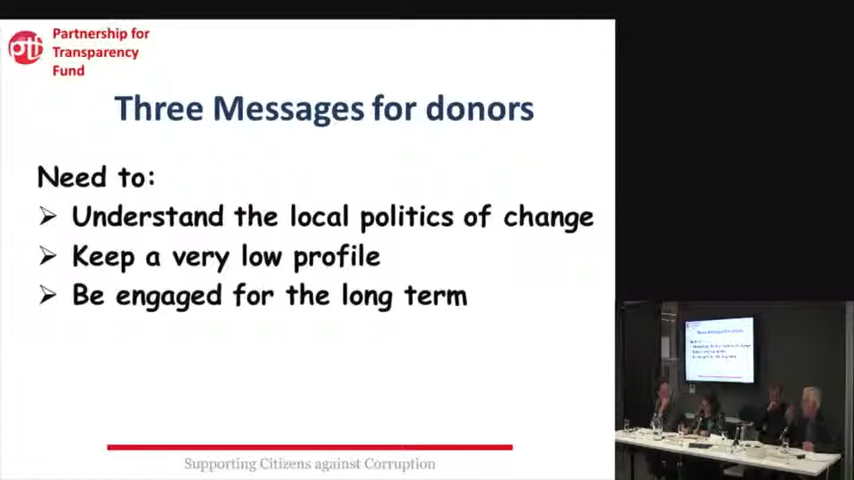 ptf
Partnership for
Transparency
Fund
Three Messages for donors
Need to:
➢ Understand the local politics of change
➢ Keep a very low profile
➢ Be engaged for the long term
Supporting Citizens against Corruption